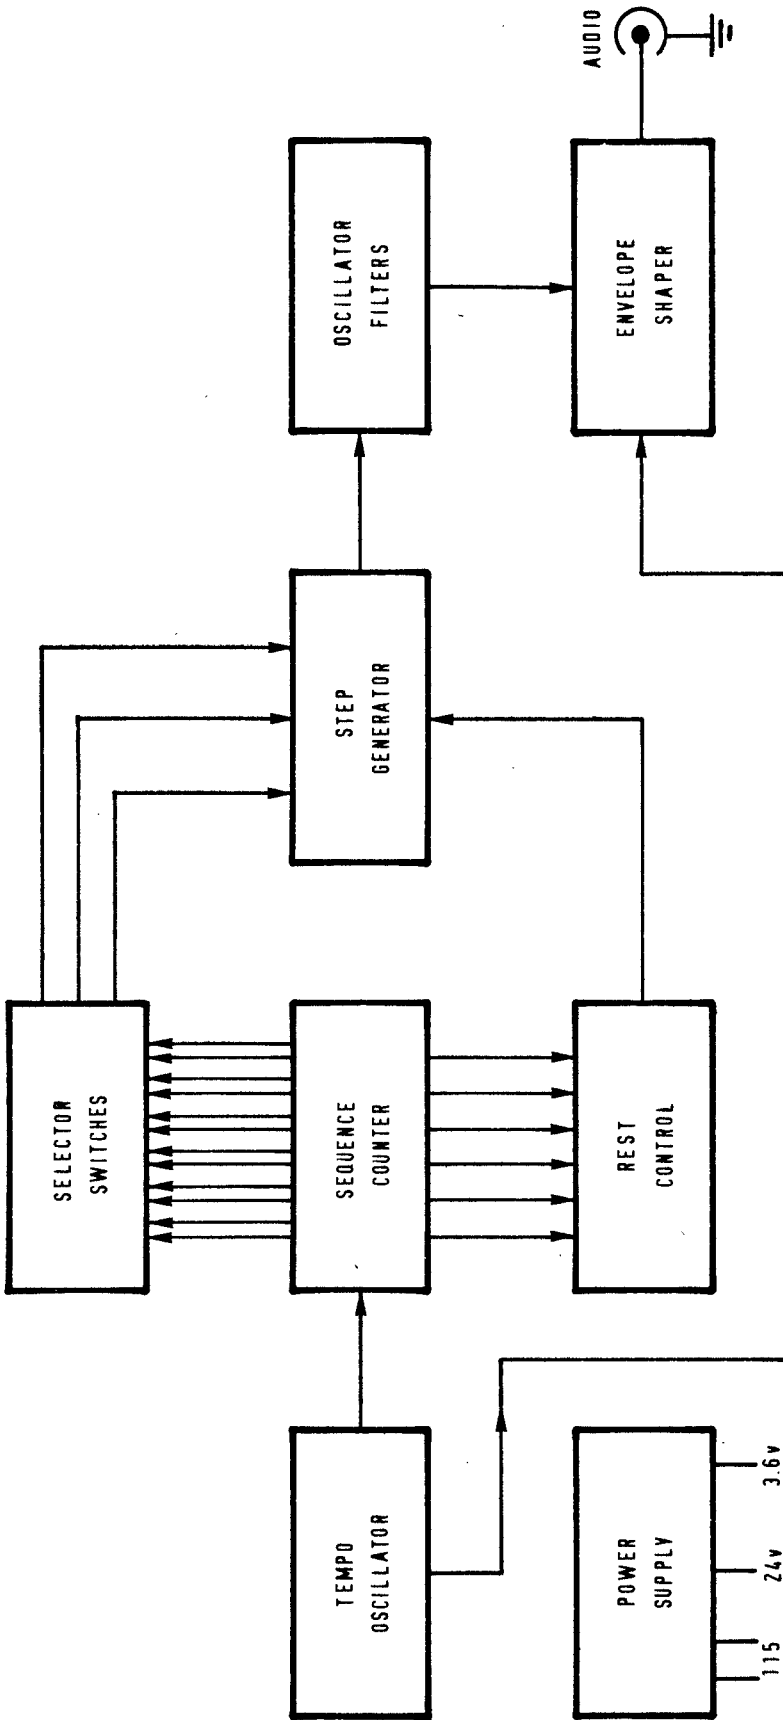 SELECTOR
SWITCHES
TEMPO
OSCILLATOR
SEQUENCE
COUNTER
STEP
GENERATOR
OSCILLATOR
FILTERS
POWER
SUPPLY
REST
CONTROL
ENVELOPE
SHAPER
AUDIO
115
24v
3.6v